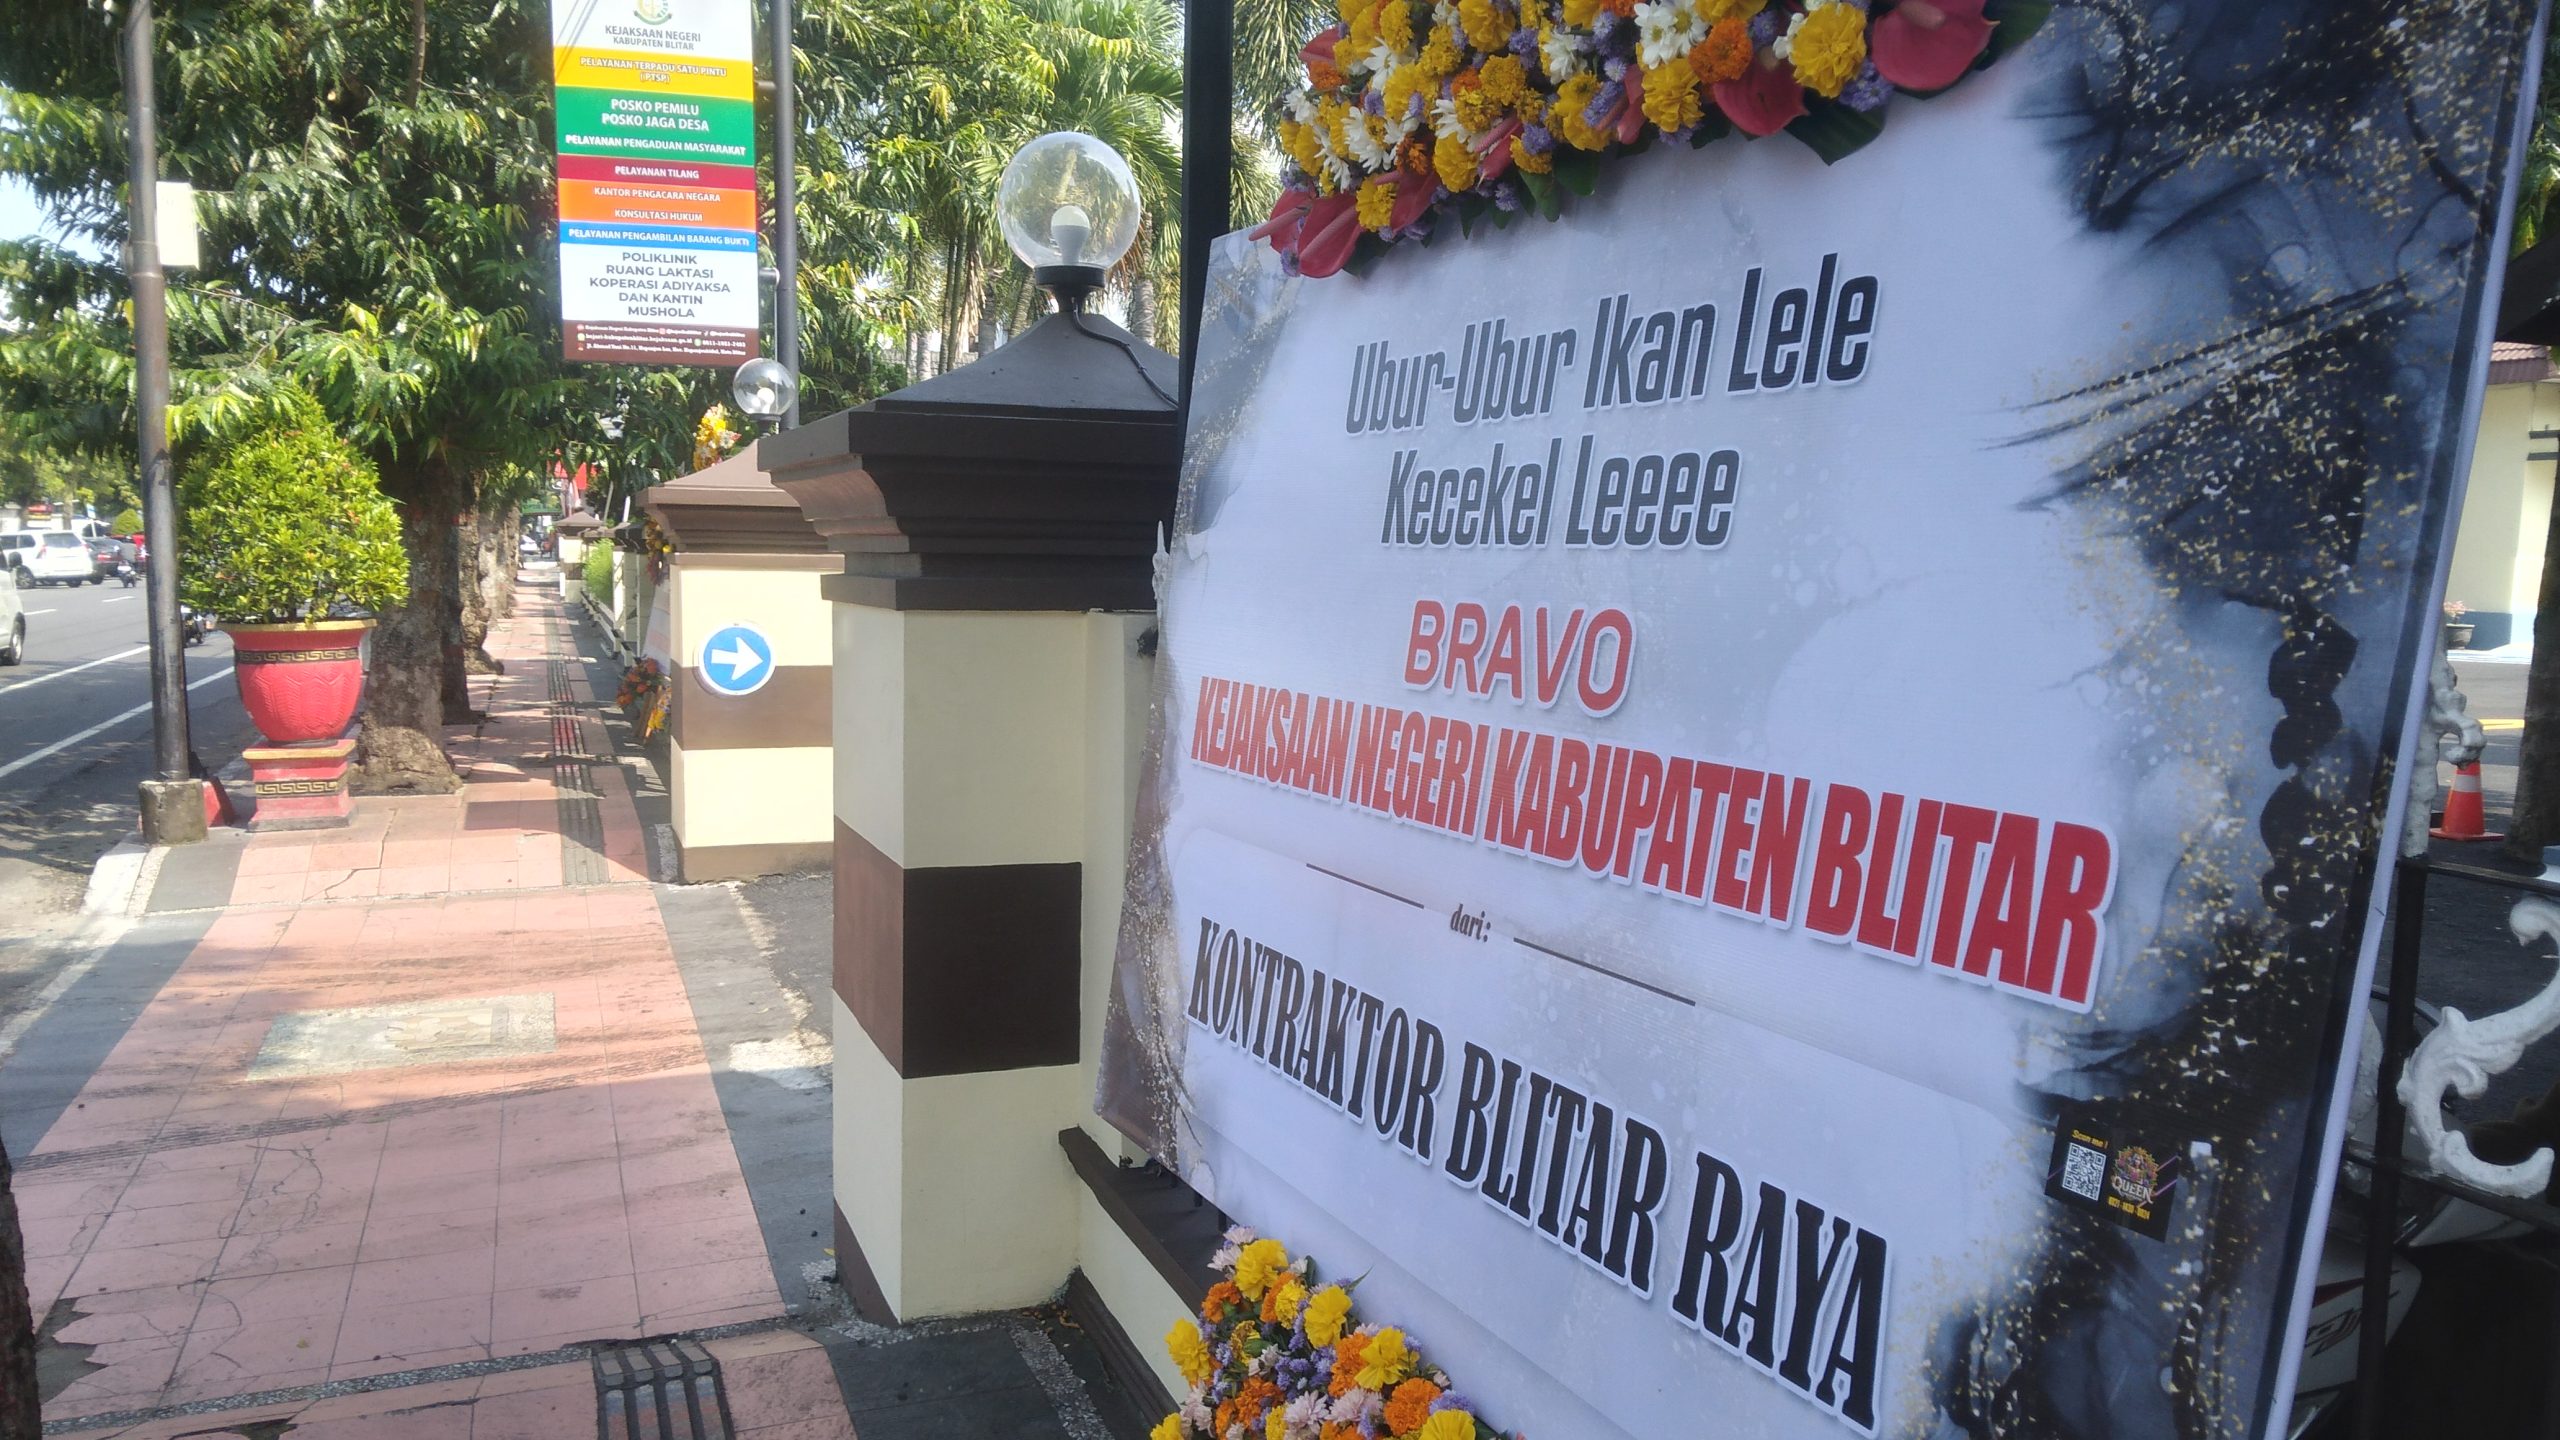 KEJAKSAAN NEGERI
KABUPATEN BLITAR
PELAYANAN TERPADU SATU PINTU
(PTSP)
POSKO PEMILU
POSKO JAGA DESA
PELAYANAN PENGADUAN MASYARAKAT
PELAYANAN TILANG
KANTOR PENGACARA NEGARA
KONSULTASI HUKUM
PELAYANAN PENGAMBILAN BARANG BUKTI
POLIKLINIK
RUANG LAKTASI
KOPERASI ADIYAKSA
DAN KANTIN
MUSHOLA
Ubur-Ubur Ikan Lele
Kecekel Leeee
BRAVO
KEJAKSAAN NEGERI KABUPATEN BLITAR
dari:
KONTRAKTOR BLITAR RAYA
Scan me!
QUEEN